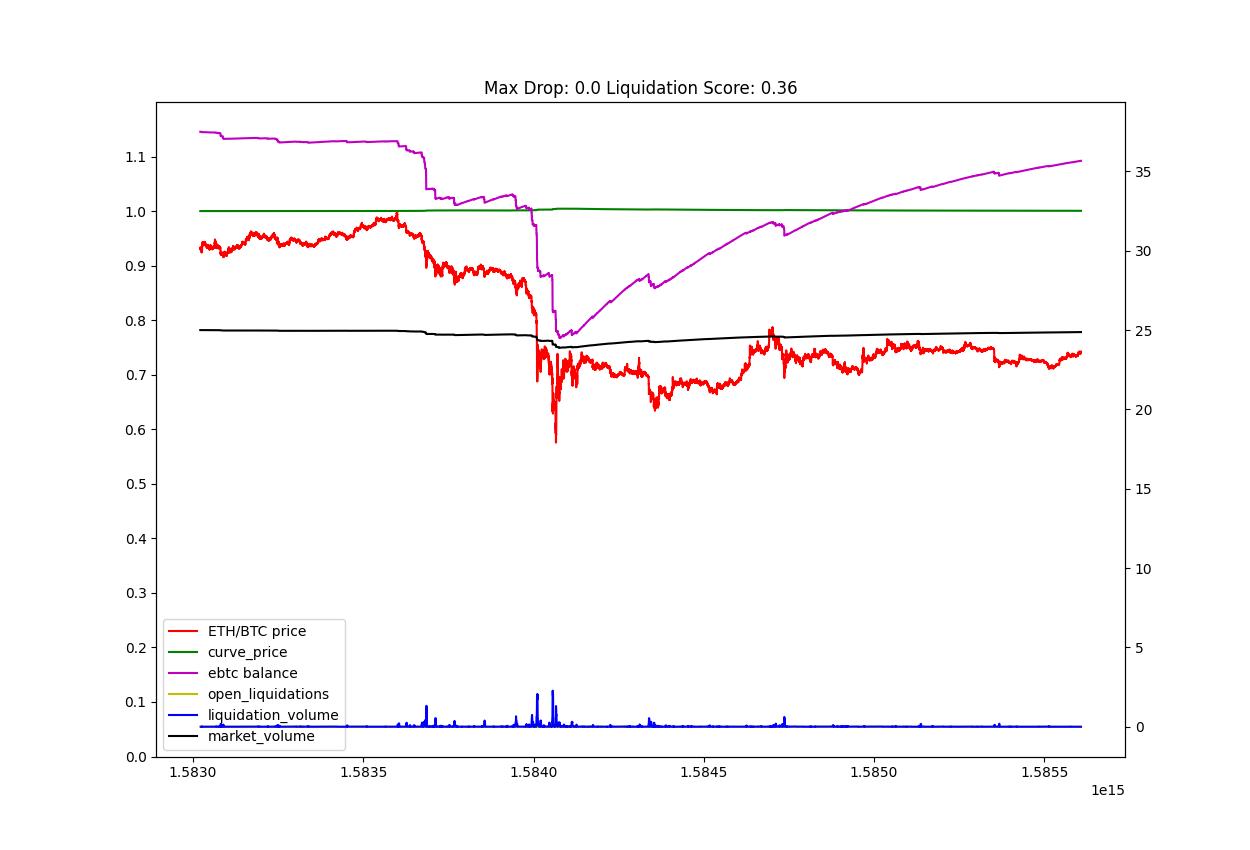 Max Drop: 0.0 Liquidation Score: 0.36
1.1
1.0
0.9
0.8
0.7
0.6
0.5
0.4
0.3
0.2
0.1
0.0
35
30
25
20
15
10
5
0
ETH/BTC price
curve_price
ebtc balance
open_liquidations
liquidation_volume
market_volume
1.5830 1.5835 1.5840 1.5845 1.5850 1.5855
1e15